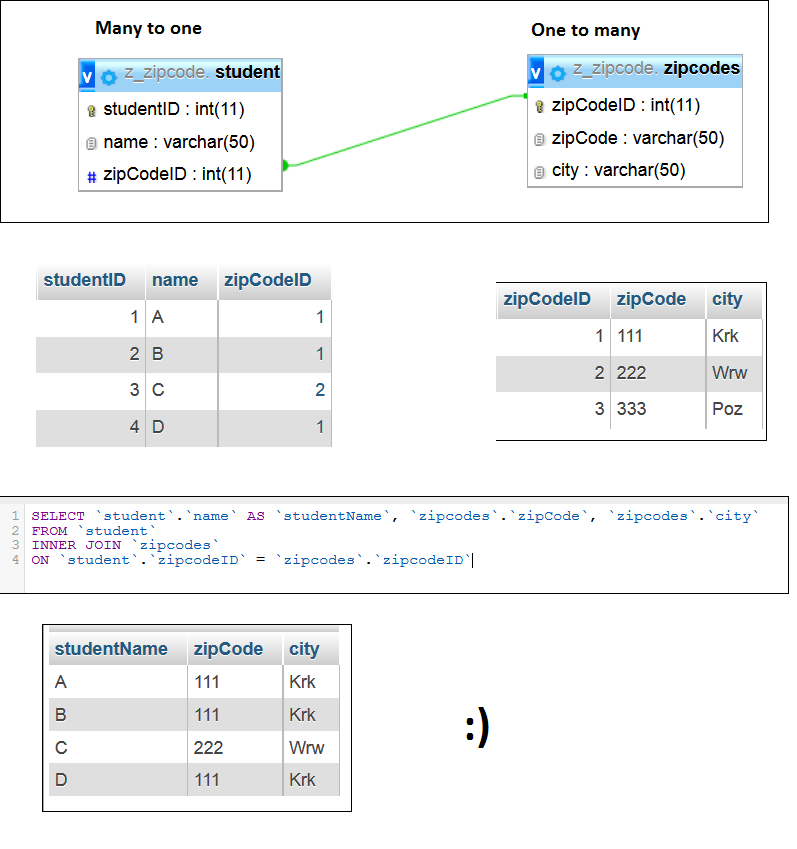 Many to one
One to many
v z_zipcode. student
studentID : int(11)
name : varchar(50)
# zipCodeID : int(11)
v z_zipcode. zipcodes
zipCodeID : int(11)
zipCode : varchar(50)
city : varchar(50)
studentID name zipCodeID
1 A 1
2 B 1
3 C 2
4 D 1
zipCodeID zipCode city
1 111 Krk
2 222 Wrw
3 333 Poz
1 SELECT `student`.`name` AS `studentName`, `zipcodes`.`zipCode`, `zipcodes`.`city`
2 FROM `student`
3 INNER JOIN `zipcodes`
4 ON `student`.`zipcodeID` = `zipcodes`.`zipcodeID`
studentName zipCode city
A 111 Krk
B 111 Krk
C 222 Wrw
D 111 Krk
:)